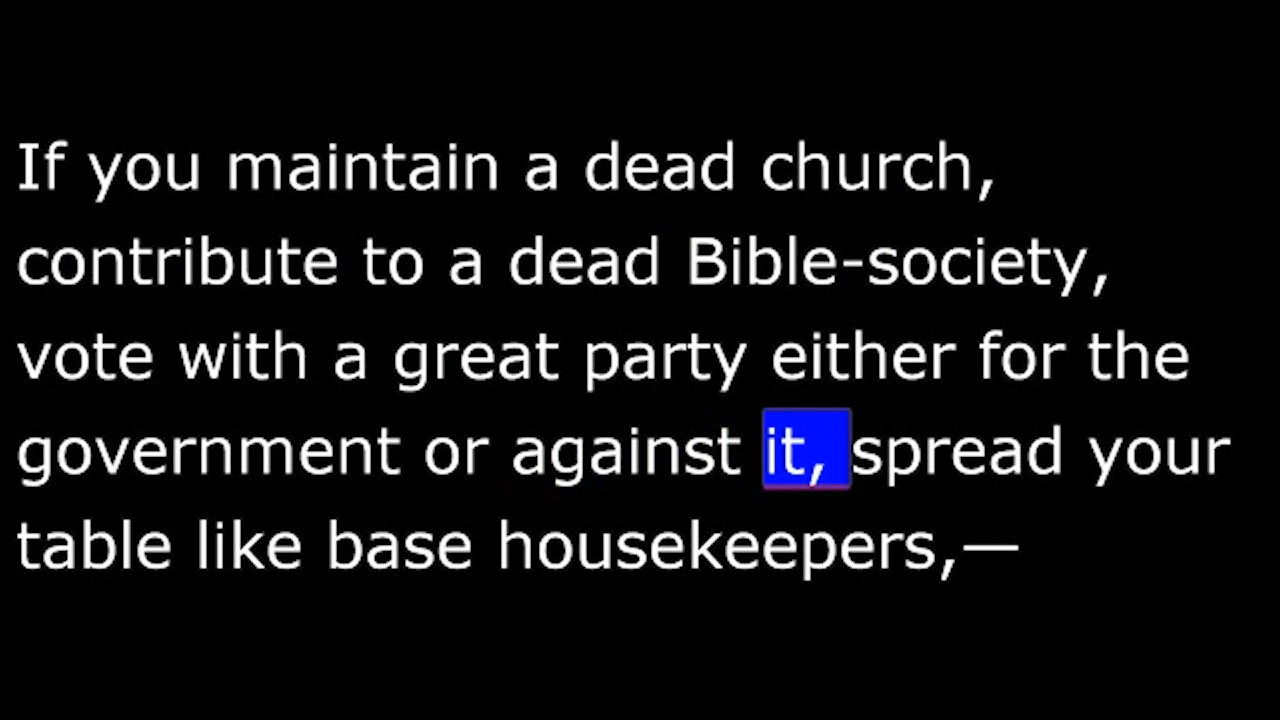 If you maintain a dead church,
contribute to a dead Bible-society,
vote with a great party either for the
government or against it, spread your
table like base housekeepers,—